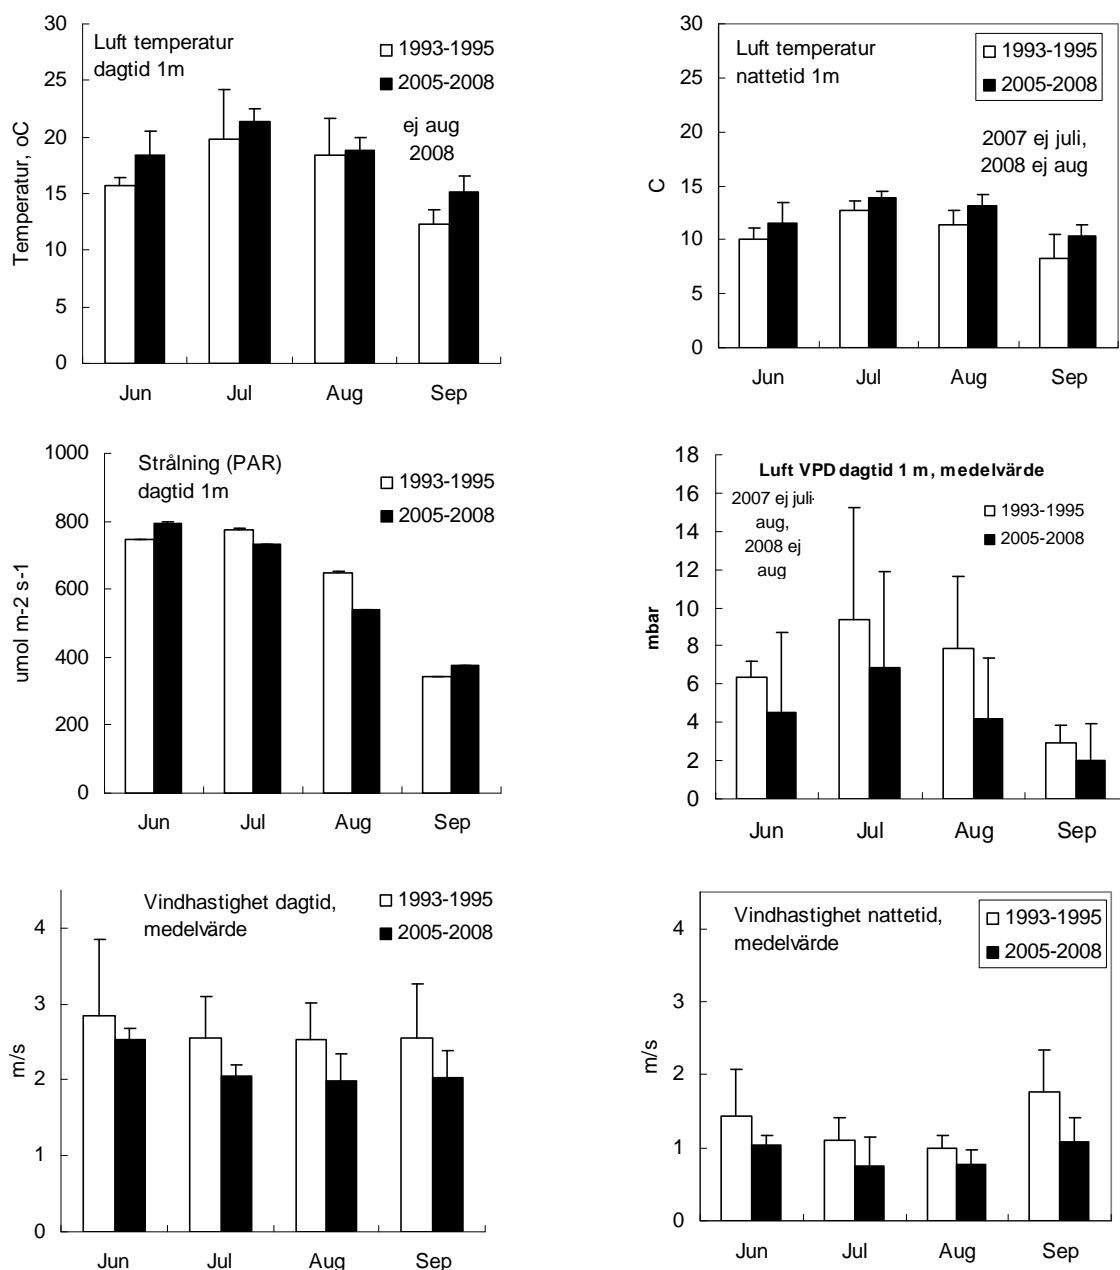 Luft temperatur
dagtid 1m
1993-1995
2005-2008
ej aug
2008
Temperatur, oC
30
25
20
15
10
5
0
Jun
Jul
Aug
Sep
Luft temperatur
nattetid 1m
1993-1995
2005-2008
2007 ej juli,
2008 ej aug
C
30
25
20
15
10
5
0
Jun
Jul
Aug
Sep
Strålning (PAR)
dagtid 1m
1993-1995
2005-2008
umol m-2 s-1
1000
800
600
400
200
0
Jun
Jul
Aug
Sep
Luft VPD dagtid 1 m, medelvärde
2007 ej juli-
aug,
2008 ej
aug
1993-1995
2005-2008
mbar
18
16
14
12
10
8
6
4
2
0
Jun
Jul
Aug
Sep
Vindhastighet dagtid,
medelvärde
1993-1995
2005-2008
m/s
4
3
2
1
0
Jun
Jul
Aug
Sep
Vindhastighet nattetid,
medelvärde
1993-1995
2005-2008
m/s
4
3
2
1
0
Jun
Jul
Aug
Sep